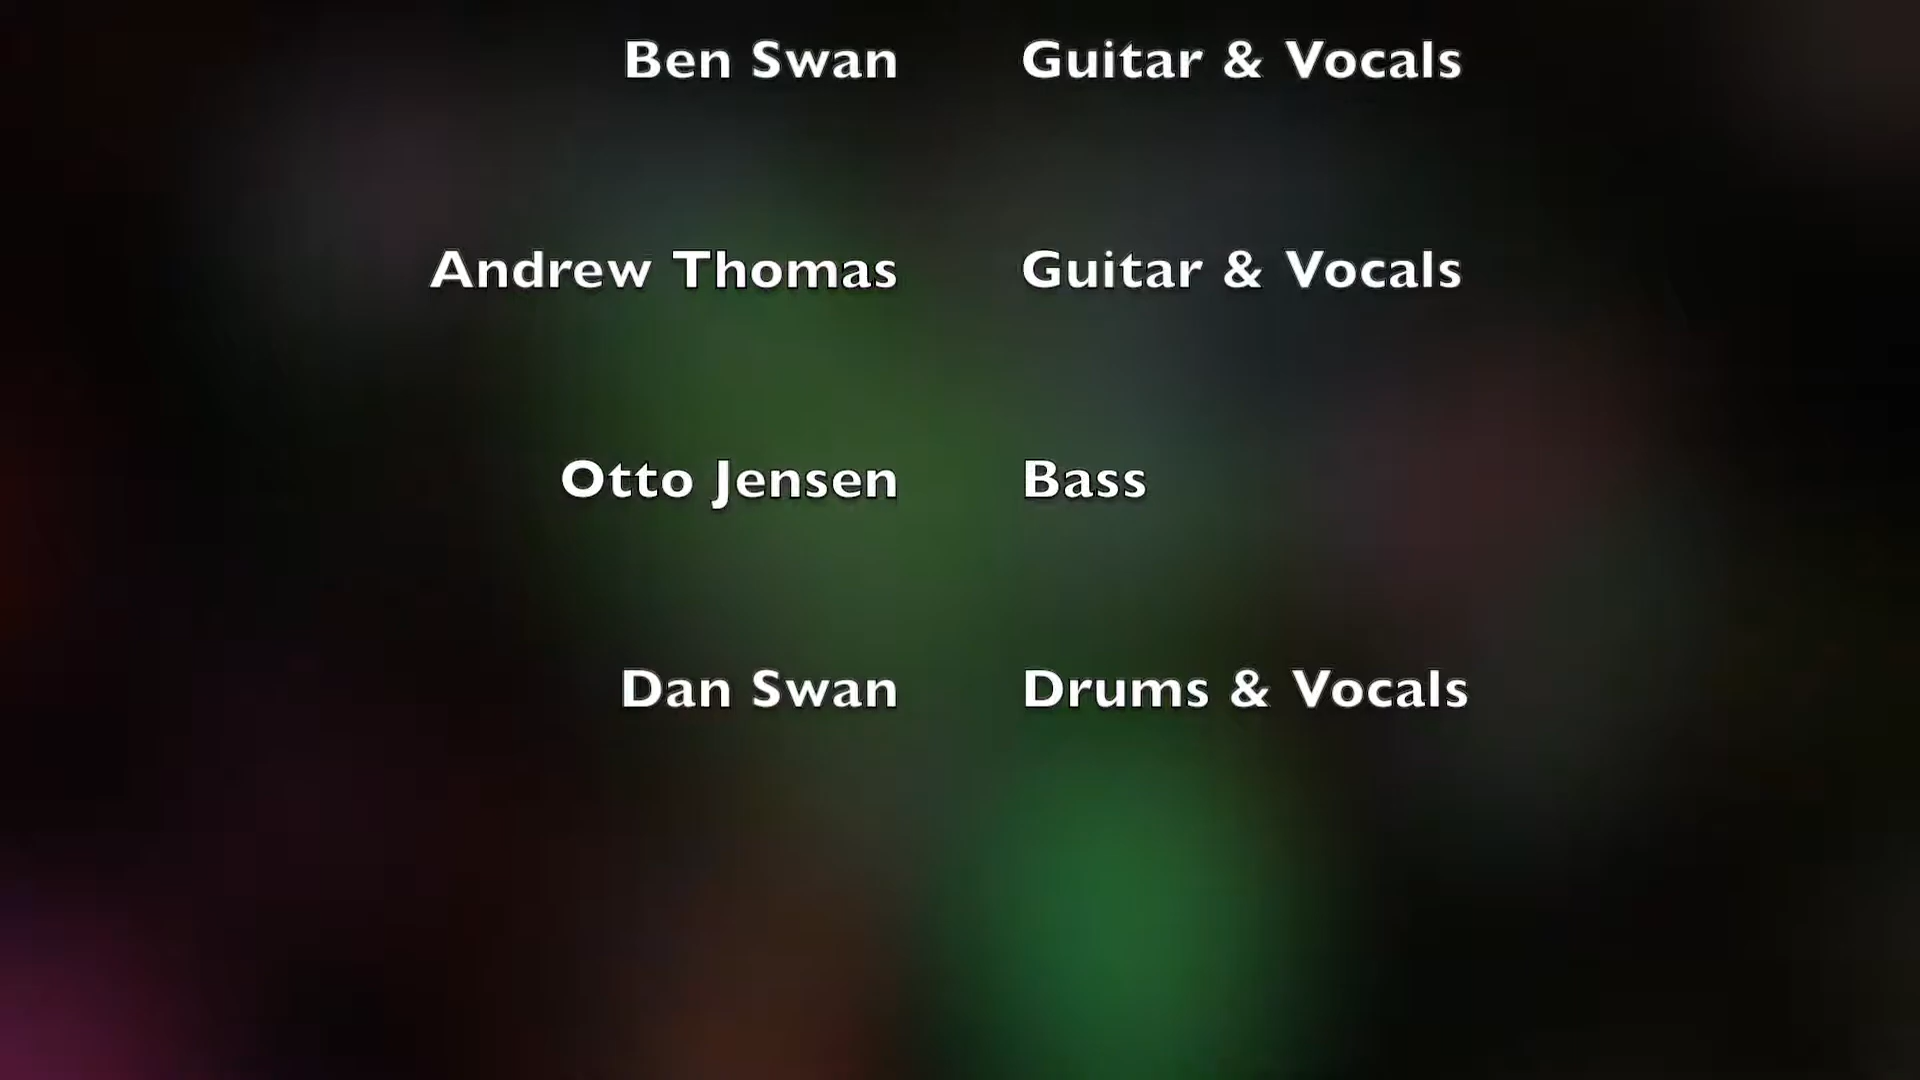 Ben Swan Guitar & Vocals
Andrew Thomas Guitar & Vocals
Otto Jensen Bass
Dan Swan Drums & Vocals